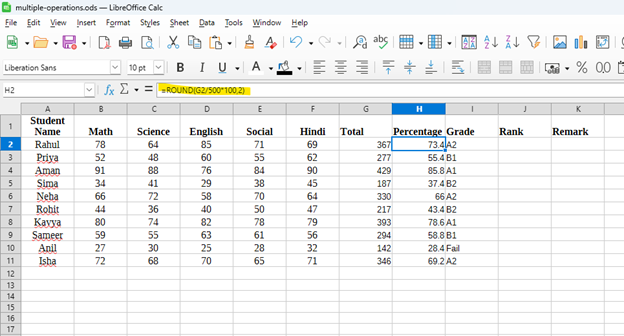 multiple-operations.ods — LibreOffice Calc
File Edit View Insert Format Styles Sheet Data Tools Window Help
Liberation Sans 10 pt B I U A % 0,0
H2 fx Σ = =ROUND(G2/500*100,2)
A B C D E F G H I J K
1 Student Name Math Science English Social Hindi Total Percentage Grade Rank Remark
2 Rahul 78 64 85 71 69 367 73.4 A2
3 Priya 52 48 60 55 62 277 55.4 B1
4 Aman 91 88 76 84 90 429 85.8 A1
5 Sima 34 41 29 38 45 187 37.4 B2
6 Neha 66 72 58 70 64 330 66 A2
7 Rohit 44 36 40 50 47 217 43.4 B2
8 Kavya 80 74 82 78 79 393 78.6 A1
9 Sameer 59 55 63 61 56 294 58.8 B1
10 Anil 27 30 25 28 32 142 28.4 Fail
11 Isha 72 68 70 65 71 346 69.2 A2
12
13
14
15
16
17